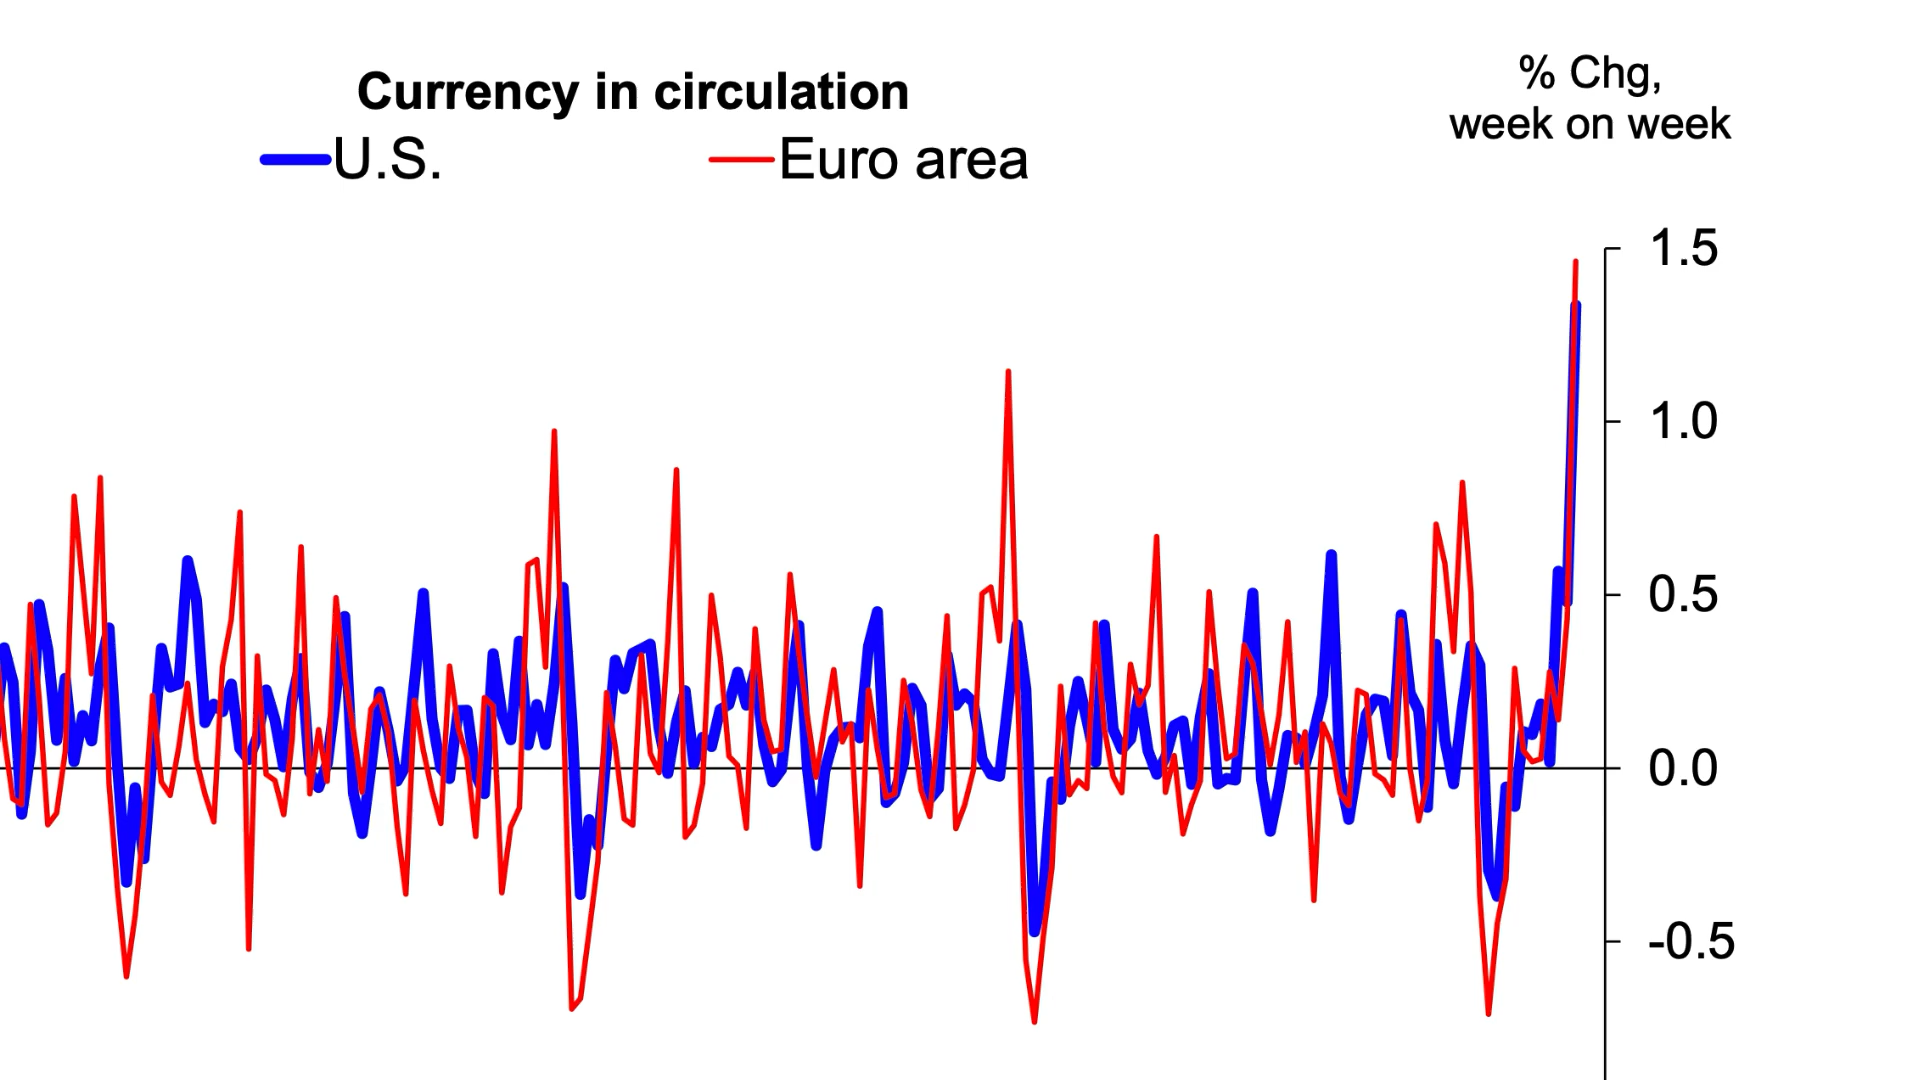 Currency in circulation
U.S. Euro area
% Chg,
week on week
1.5
1.0
0.5
0.0
-0.5